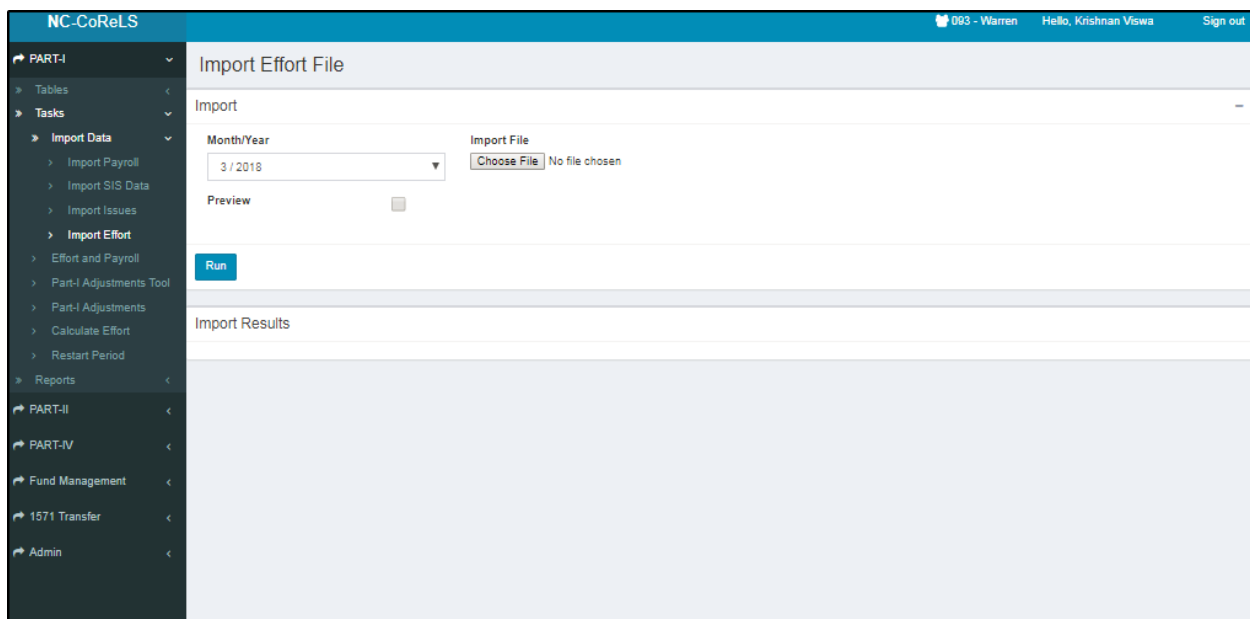 NC-CoReLS
093 - Warren Hello, Krishnan Viswa Sign out
PART-I
Tables
Tasks
Import Data
Import Payroll
Import SIS Data
Import Issues
Import Effort
Effort and Payroll
Part-I Adjustments Tool
Part-I Adjustments
Calculate Effort
Restart Period
Reports
PART-II
PART-IV
Fund Management
1571 Transfer
Admin
Import Effort File
Import
Month/Year
3 / 2018
Import File
Choose File No file chosen
Preview
Run
Import Results